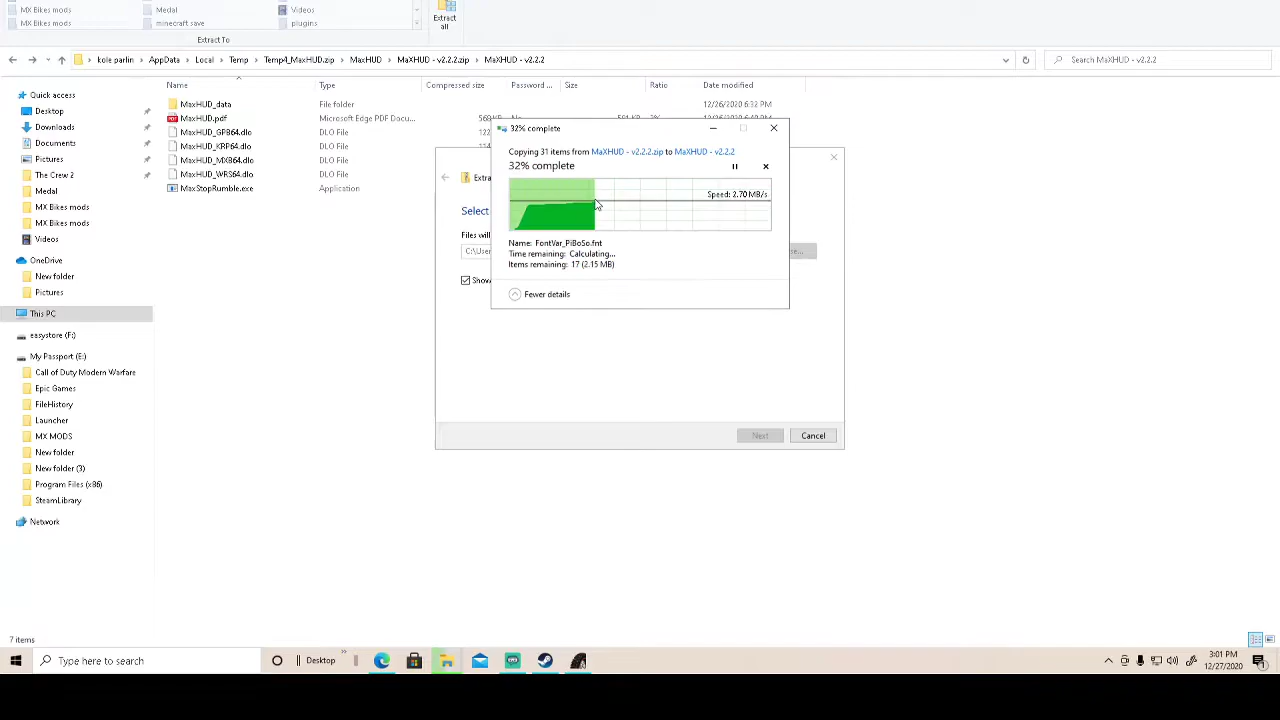 MX Bikes mods
Medal
Videos
MX Bikes mods
minecraft save
plugins
Extract
all
Extract To
kole parlin > AppData > Local > Temp > Temp4_MaxHUD.zip > MaxHUD > MaXHUD - v2.2.2.zip > MaXHUD - v2.2.2
Search MaXHUD - v2.2.2
Name Type Compressed size Password ... Size Ratio Date modified
Quick access
Desktop
Downloads
Documents
Pictures
The Crew 2
Medal
MX Bikes mods
MX Bikes mods
Videos
OneDrive
New folder
Pictures
This PC
easystore (F:)
My Passport (E:)
Call of Duty Modern Warfare
Epic Games
FileHistory
Launcher
MX MODS
New folder
New folder (3)
Program Files (x86)
SteamLibrary
Network
MaxHUD_data File folder 12/26/2020 6:32 PM
MaxHUD.pdf Microsoft Edge PDF Docu...
MaxHUD_GPB64.dlo DLO File
MaxHUD_KRP64.dlo DLO File
MaxHUD_MXB64.dlo DLO File
MaxHUD_WRS64.dlo DLO File
MaxStopRumble.exe Application
32% complete
Copying 31 items from MaXHUD - v2.2.2.zip to MaXHUD - v2.2.2
32% complete
Speed: 2.70 MB/s
Name: FontVar_PiBoSo.fnt
Time remaining: Calculating...
Items remaining: 17 (2.15 MB)
Fewer details
Extra
Select
Files will
C:\User
Show
Next
Cancel
7 items
Type here to search
Desktop
3:01 PM
12/27/2020